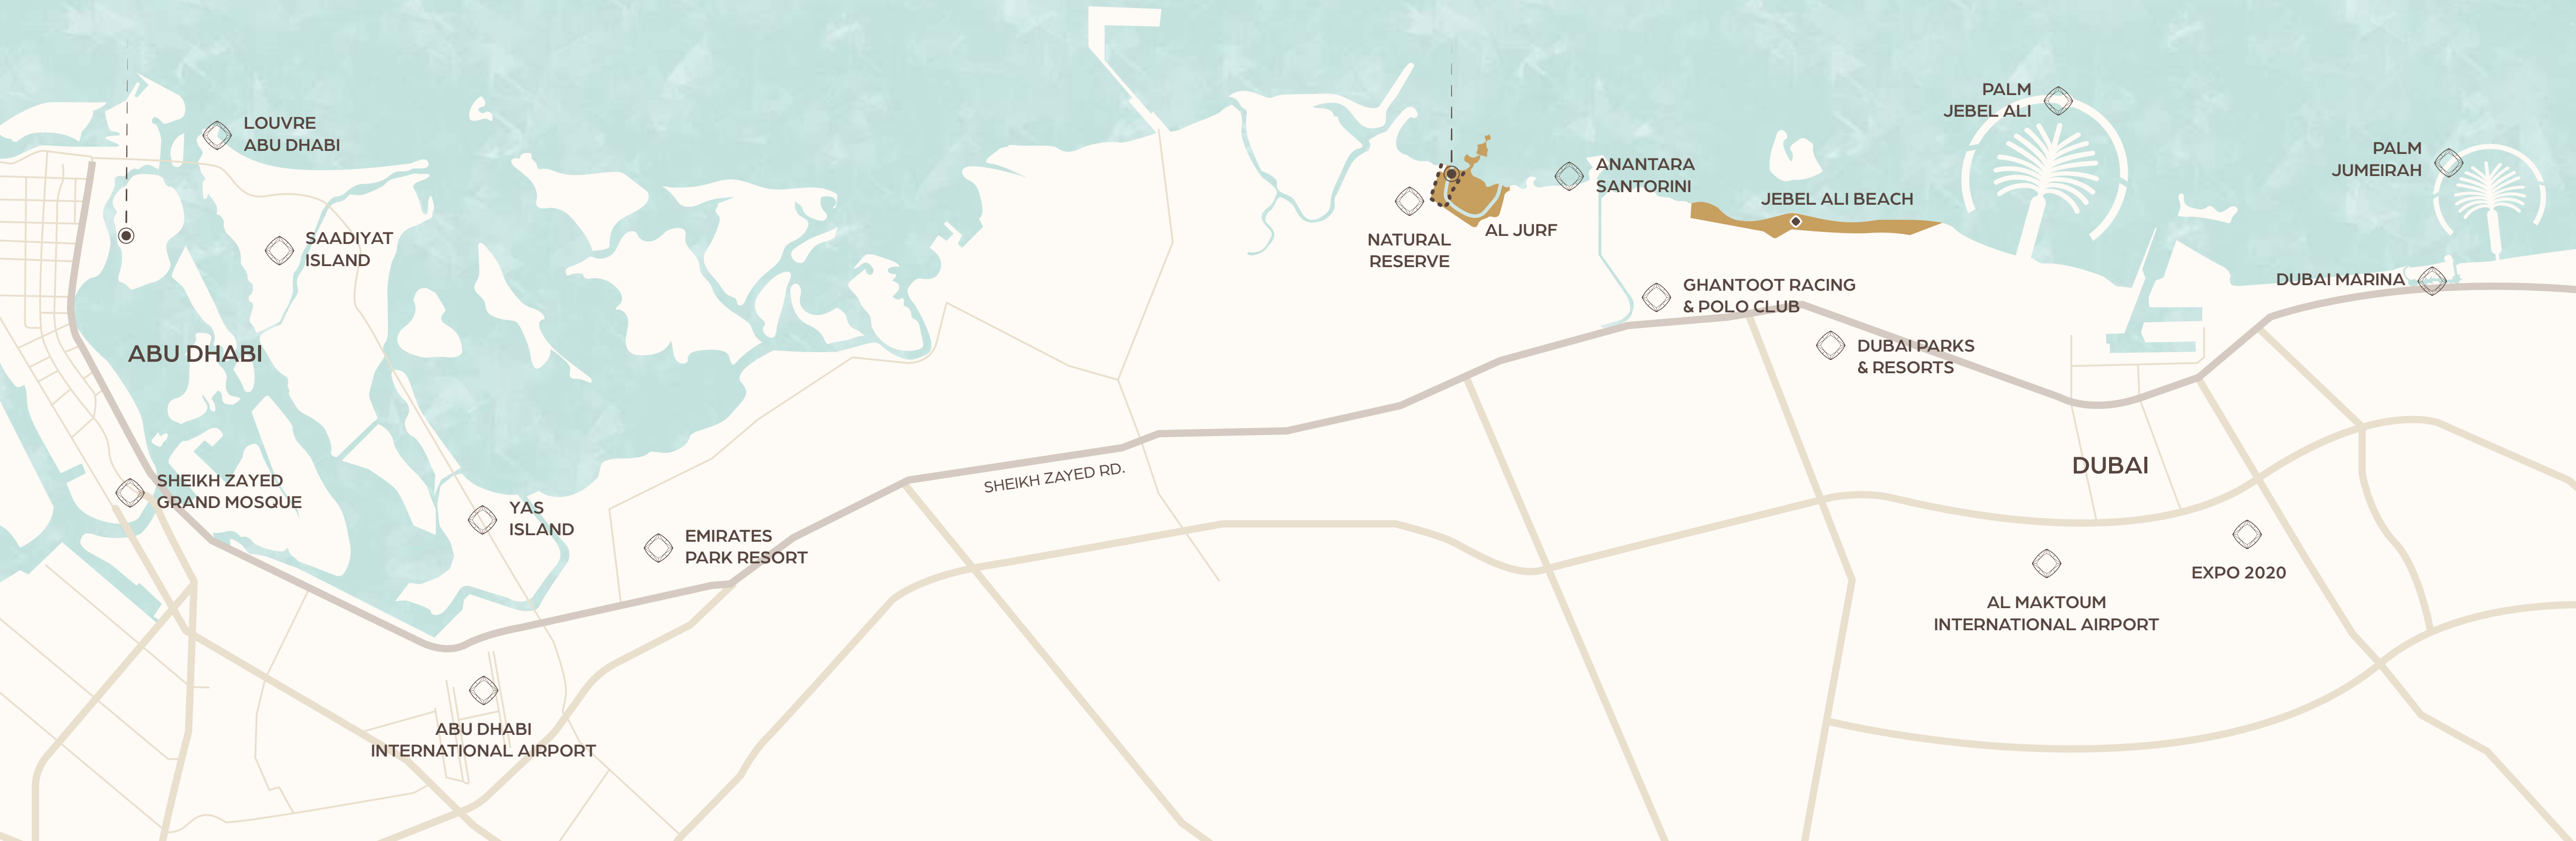 LOUVRE
ABU DHABI
SAADIYAT
ISLAND
ABU DHABI
SHEIKH ZAYED
GRAND MOSQUE
YAS
ISLAND
EMIRATES
PARK RESORT
ABU DHABI
INTERNATIONAL AIRPORT
SHEIKH ZAYED RD.
NATURAL
RESERVE
AL JURF
ANANTARA
SANTORINI
GHANTOOT RACING
& POLO CLUB
JEBEL ALI BEACH
DUBAI PARKS
& RESORTS
PALM
JEBEL ALI
PALM
JUMEIRAH
DUBAI MARINA
DUBAI
EXPO 2020
AL MAKTOUM
INTERNATIONAL AIRPORT